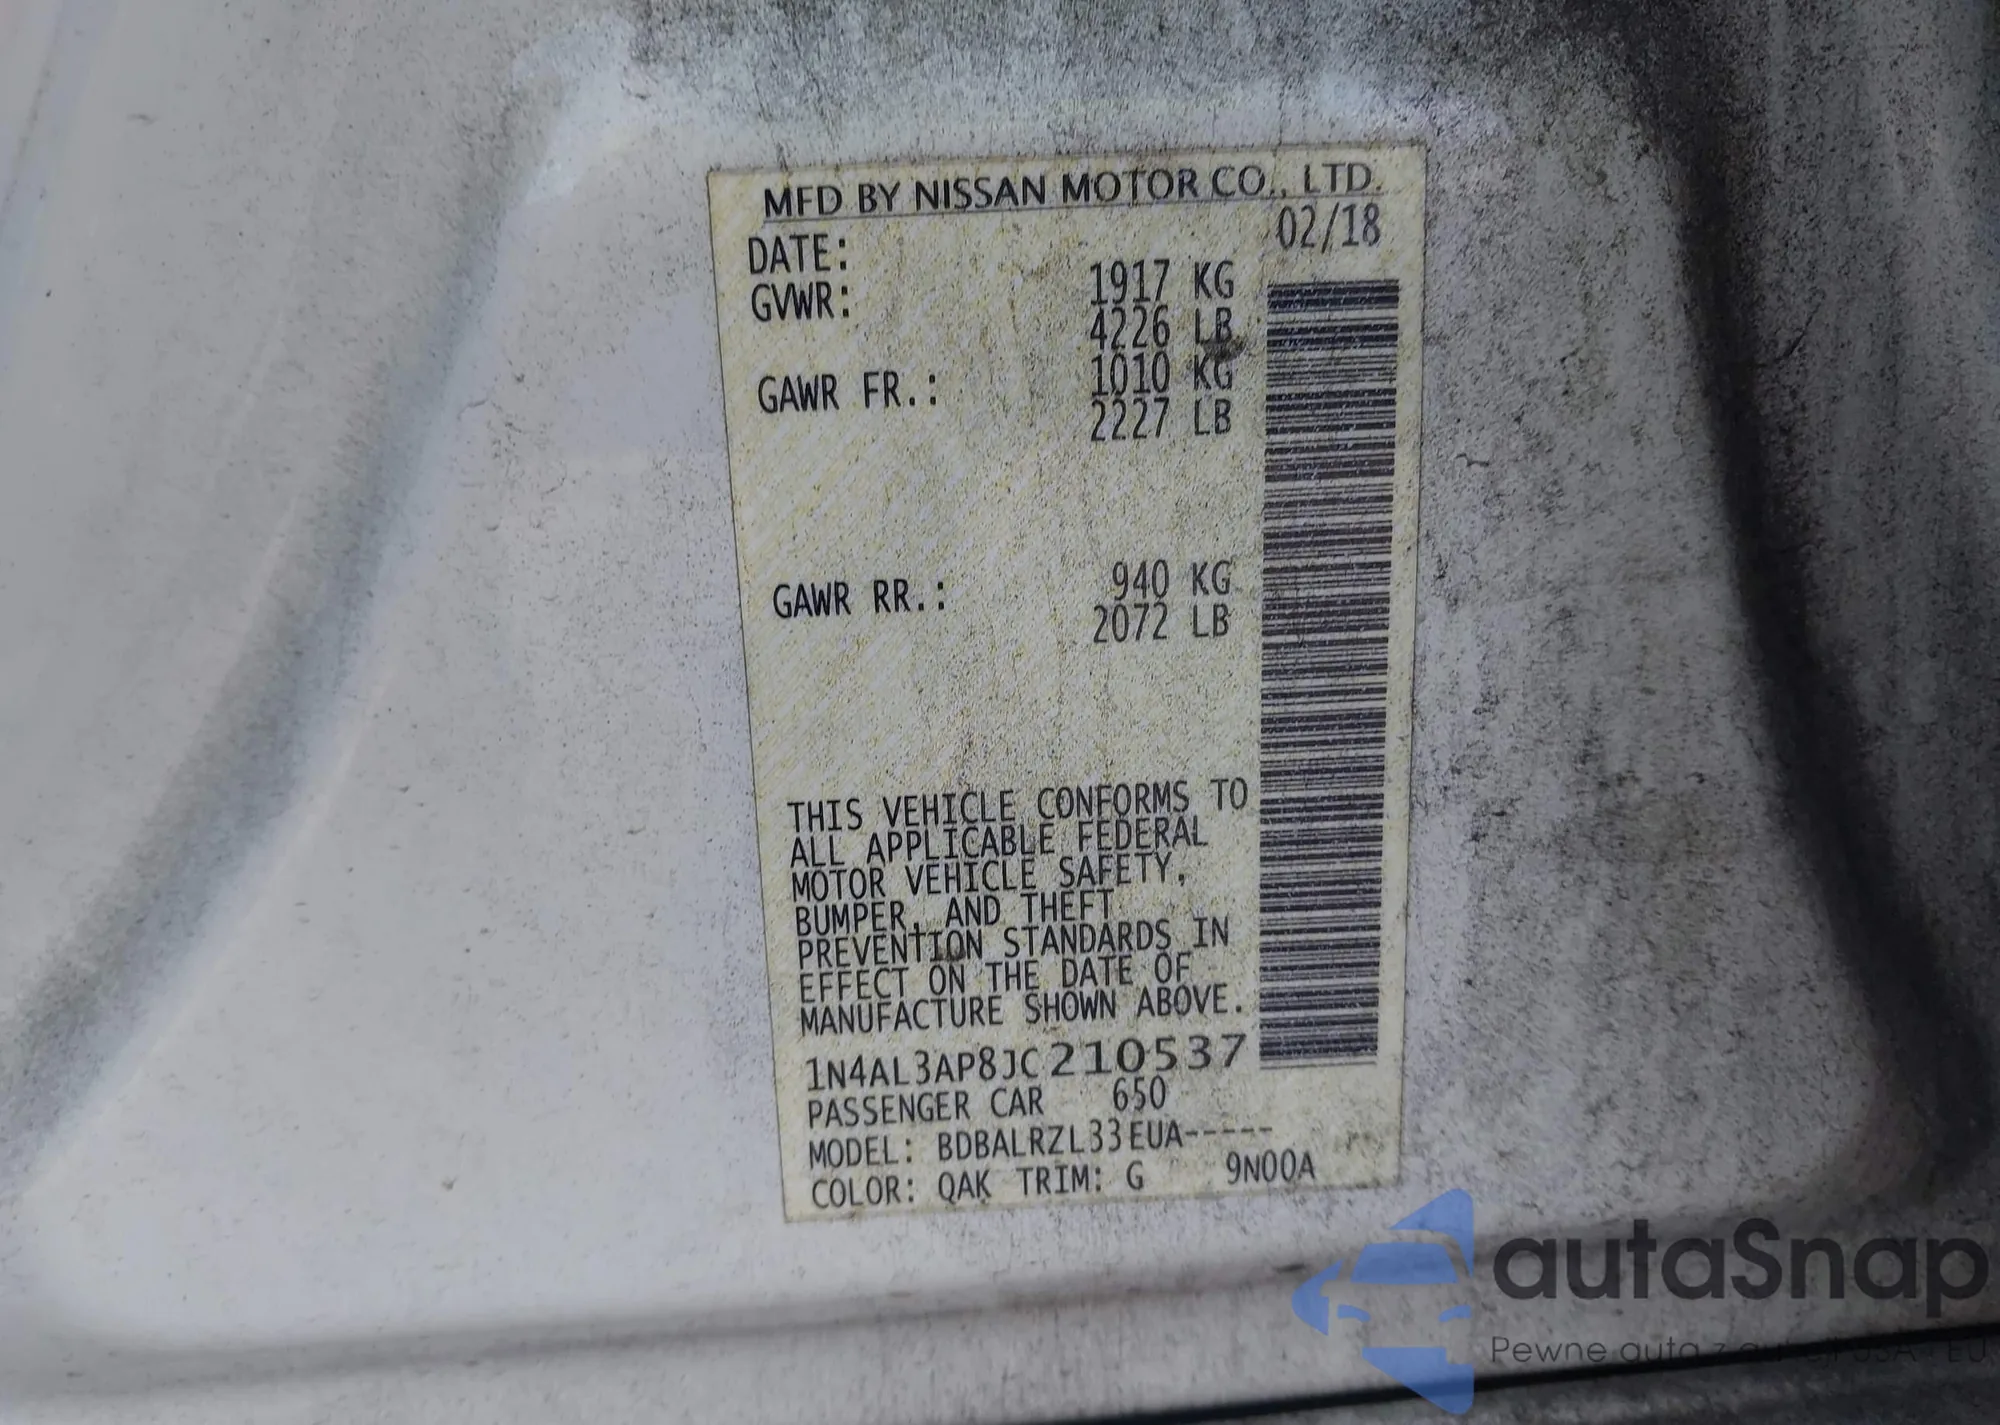 MFD BY NISSAN MOTOR CO., LTD.
DATE: 02/18
GVWR: 1917 KG
4226 LB
GAWR FR.: 1010 KG
2227 LB
GAWR RR.: 940 KG
2072 LB
THIS VEHICLE CONFORMS TO
ALL APPLICABLE FEDERAL
MOTOR VEHICLE SAFETY,
BUMPER, AND THEFT
PREVENTION STANDARDS IN
EFFECT ON THE DATE OF
MANUFACTURE SHOWN ABOVE.
1N4AL3AP8JC210537
PASSENGER CAR 650
MODEL: BDBALRZL33EUA-----
COLOR: QAK TRIM: G 9N00A
autaSnap
Pewne auta z